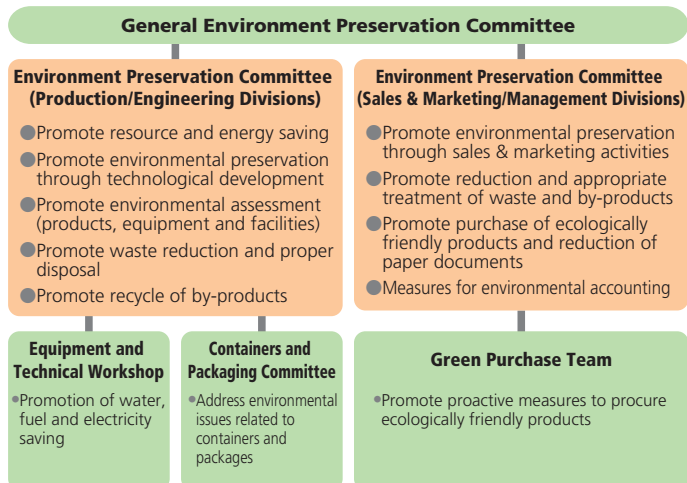 General Environment Preservation Committee
Environment Preservation Committee
(Production/Engineering Divisions)
●Promote resource and energy saving
●Promote environmental preservation
through technological development
●Promote environmental assessment
(products, equipment and facilities)
●Promote waste reduction and proper
disposal
●Promote recycle of by-products
Environment Preservation Committee
(Sales & Marketing/Management Divisions)
●Promote environmental preservation
through sales & marketing activities
●Promote reduction and appropriate
treatment of waste and by-products
●Promote purchase of ecologically
friendly products and reduction of
paper documents
●Measures for environmental accounting
Equipment and
Technical Workshop
•Promotion of water,
fuel and electricity
saving
Containers and
Packaging Committee
•Address environmental
issues related to
containers and
packages
Green Purchase Team
•Promote proactive measures to procure
ecologically friendly products